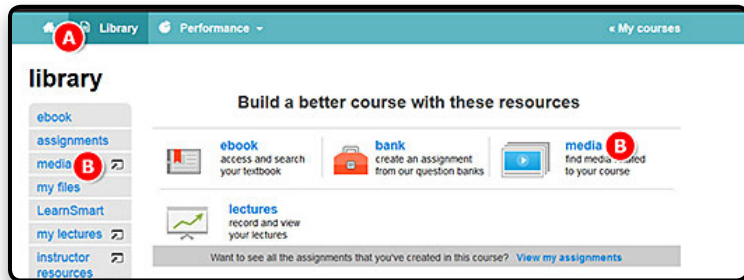 A Library Performance « My courses
library
Build a better course with these resources
ebook
assignments
media B
my files
LearnSmart
my lectures
instructor
resources
ebook
access and search
your textbook
bank
create an assignment
from our question banks
media B
find media
to your course
lectures
record and view
your lectures
Want to see all the assignments that you've created in this course? View my assignments